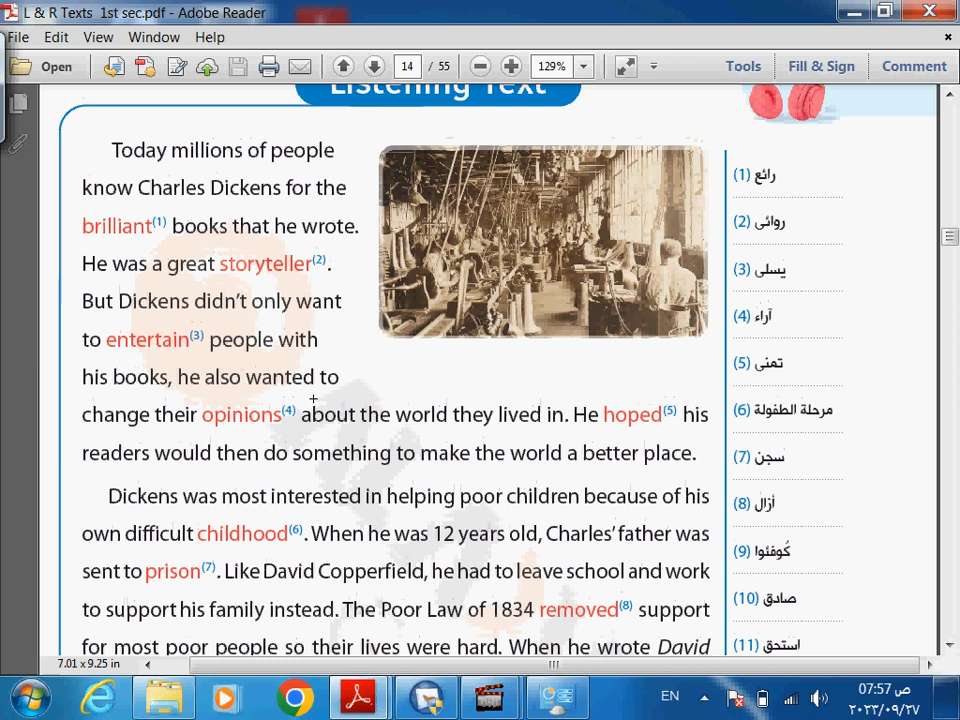 L & R Texts 1st sec.pdf - Adobe Reader
File Edit View Window Help
Open 14 / 55 129% Tools Fill & Sign Comment
Listening Text
Today millions of people
know Charles Dickens for the
brilliant(1) books that he wrote.
He was a great storyteller(2).
But Dickens didn't only want
to entertain(3) people with
his books, he also wanted to
change their opinions(4) about the world they lived in. He hoped(5) his
readers would then do something to make the world a better place.
Dickens was most interested in helping poor children because of his
own difficult childhood(6). When he was 12 years old, Charles' father was
sent to prison(7). Like David Copperfield, he had to leave school and work
to support his family instead. The Poor Law of 1834 removed(8) support
for most poor people so their lives were hard. When he wrote David
(1) رائع
(2) روائى
(3) يسلى
(4) آراء
(5) تعنى
(6) مرحلة الطفولة
(7) سجن
(8) أزال
(9) كُوفئوا
(10) صادق
(11) استحق
7.01 x 9.25 in
EN
07:57 ص
٢٠٢٣/٠٩/٢٧